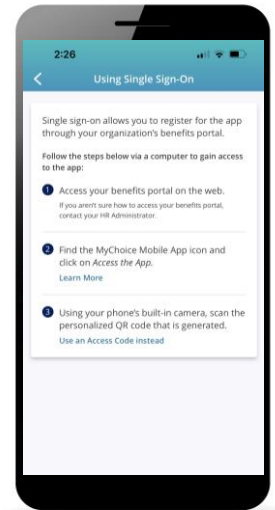 2:26
Using Single Sign-On
Single sign-on allows you to register for the app
through your organization's benefits portal.
Follow the steps below via a computer to gain access
to the app:
1 Access your benefits portal on the web.
If you aren't sure how to access your benefits portal,
contact your HR Administrator.
2 Find the MyChoice Mobile App icon and
click on Access the App.
Learn More
3 Using your phone's built-in camera, scan the
personalized QR code that is generated.
Use an Access Code instead